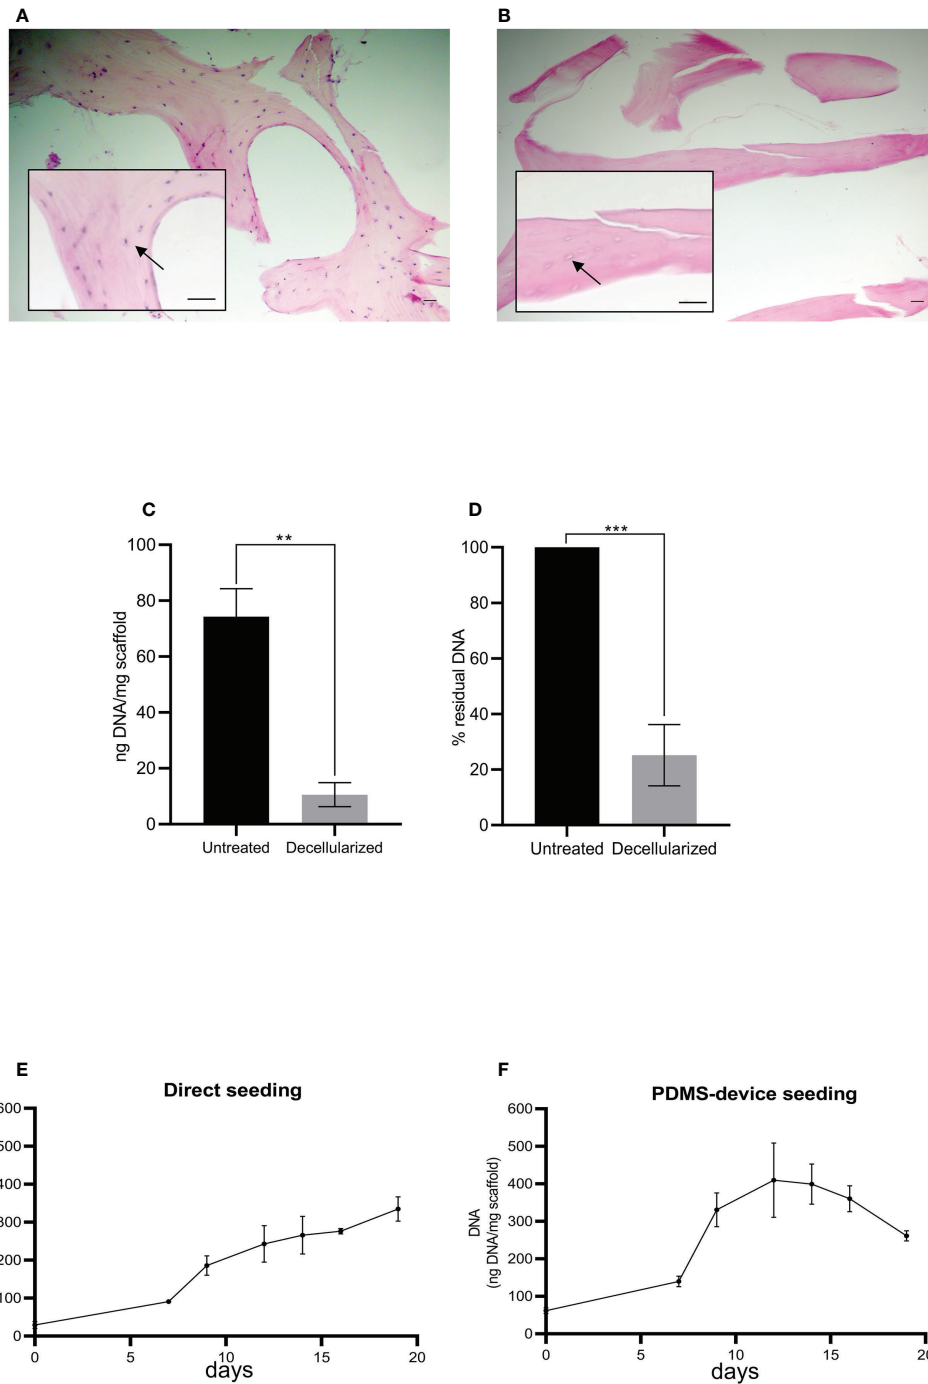 A
B
C
D
**
***
100
80
60
40
20
0
ng DNA/mg scaffold
Untreated
Decellularized
100
80
60
40
20
0
% residual DNA
Untreated
Decellularized
E
F
Direct seeding
PDMS-device seeding
600
500
400
300
200
100
0
0
5
10
15
20
days
600
500
400
300
200
100
0
DNA
(ng DNA/mg scaffold)
0
5
10
15
20
days